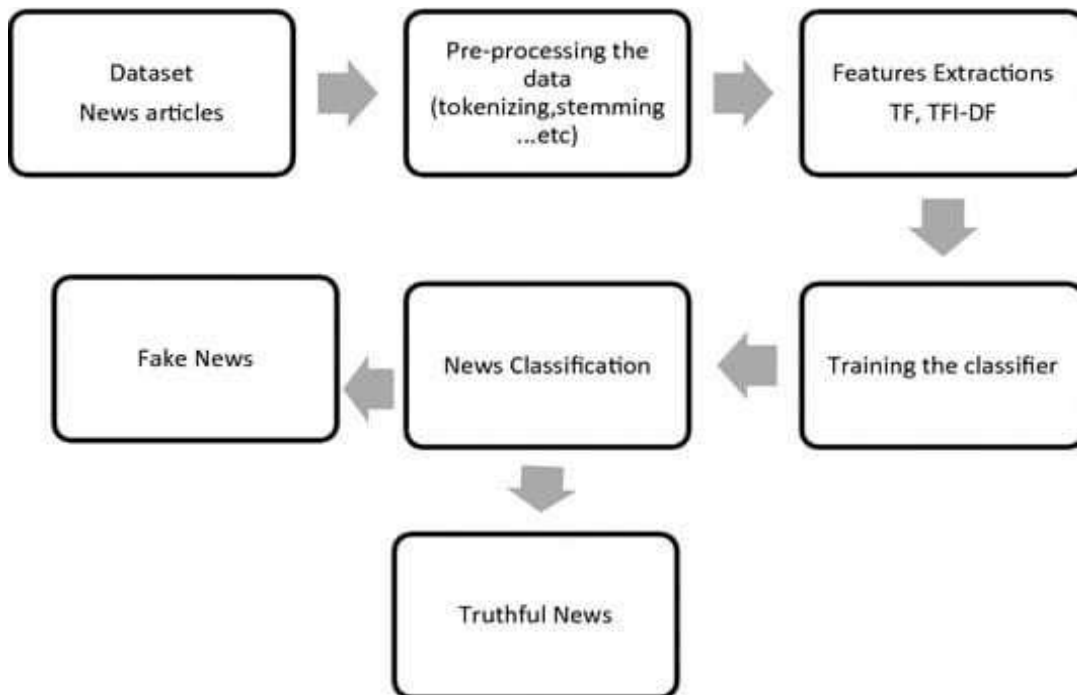 Dataset
News articles
Pre-processing the
data
(tokenizing,stemming
...etc)
Features Extractions
TF, TFI-DF
Fake News
News Classification
Training the classifier
Truthful News